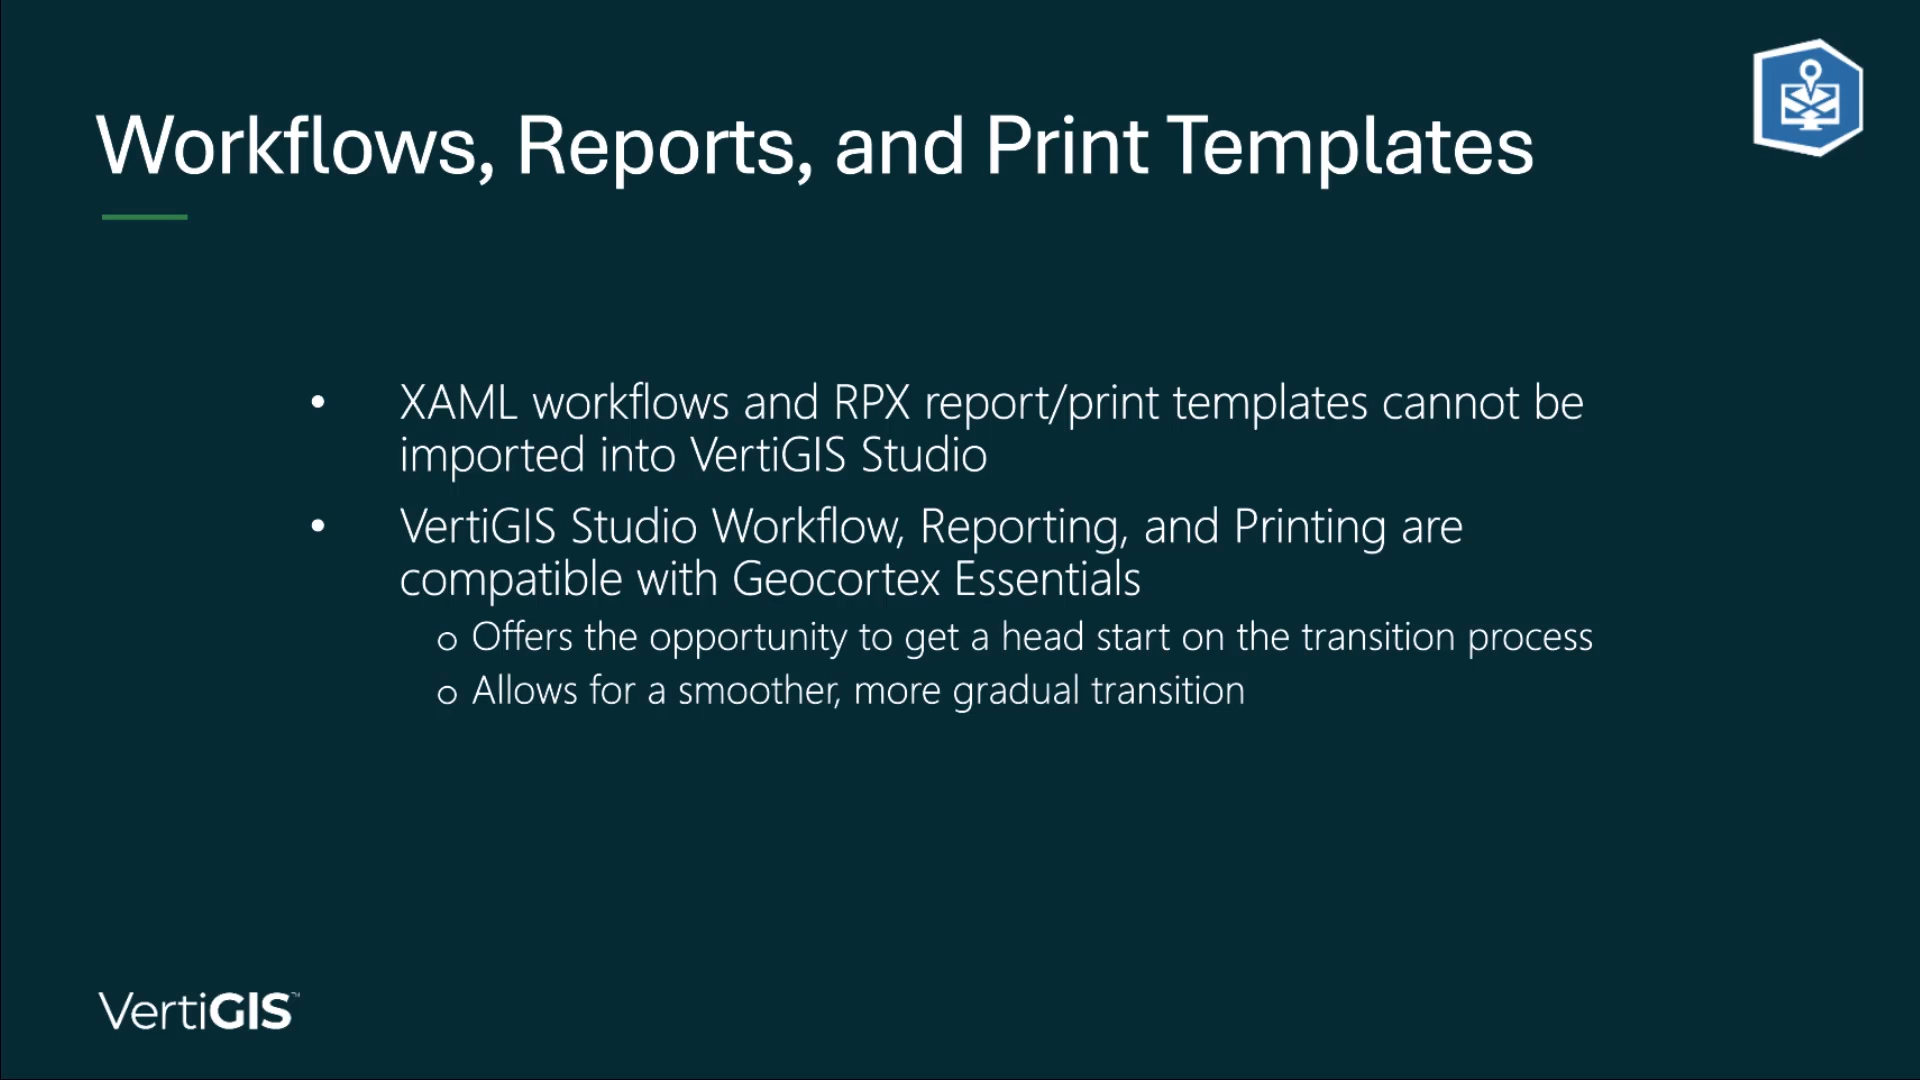 Workflows, Reports, and Print Templates
• XAML workflows and RPX report/print templates cannot be
imported into VertiGIS Studio
• VertiGIS Studio Workflow, Reporting, and Printing are
compatible with Geocortex Essentials
o Offers the opportunity to get a head start on the transition process
o Allows for a smoother, more gradual transition
VertiGIS™